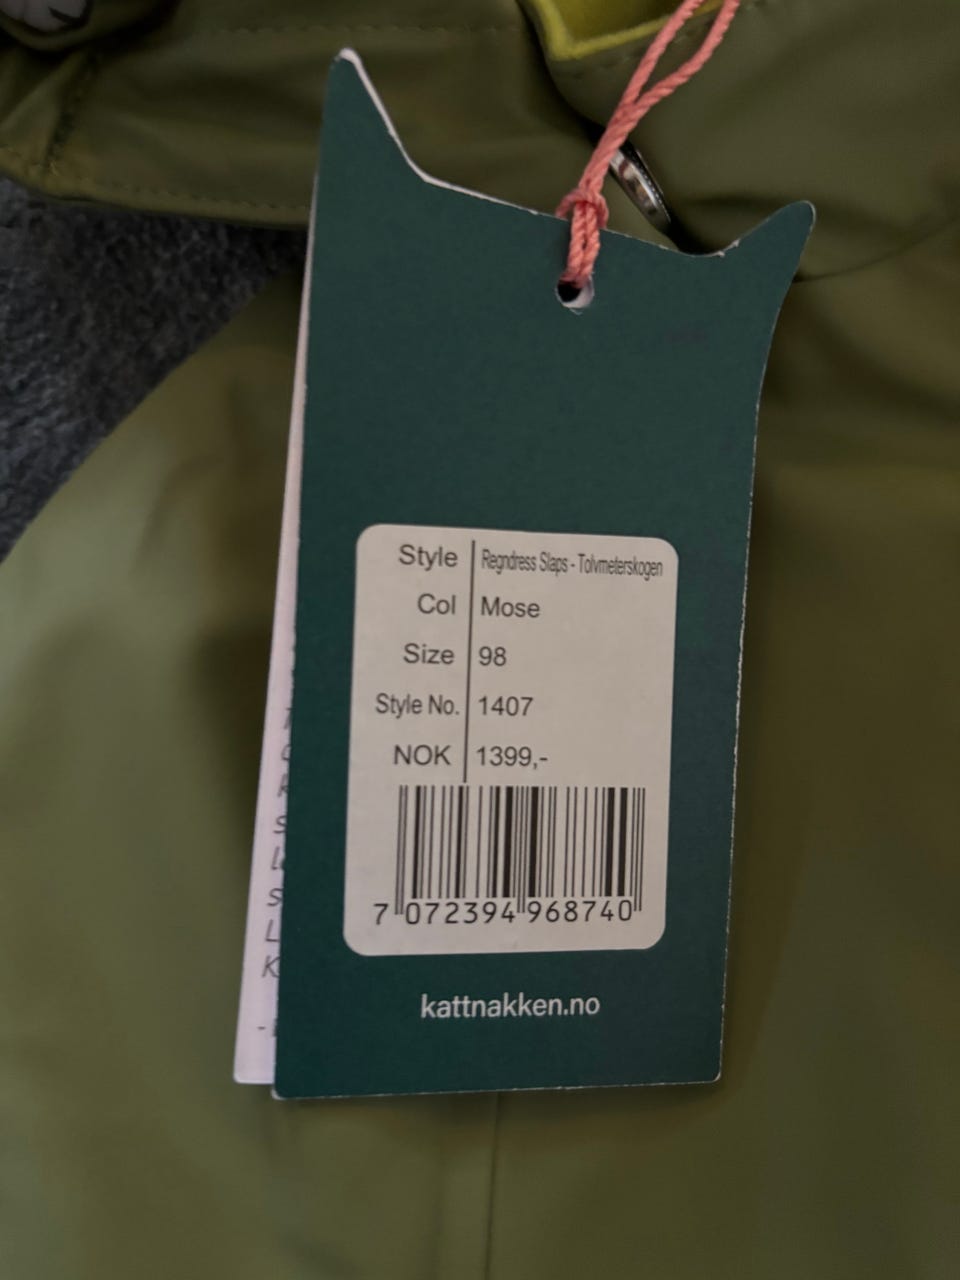 Style Regndress Slaps - Tolvmeterskogen
Col Mose
Size 98
Style No. 1407
NOK 1399,-
7 072394 968740
kattnakken.no